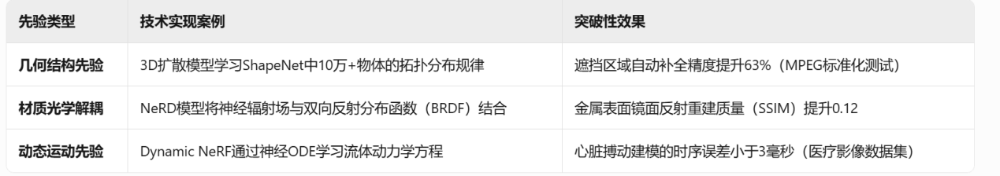 先验类型 技术实现案例 突破性效果
几何结构先验 3D扩散模型学习ShapeNet中10万+物体的拓扑分布规律 遮挡区域自动补全精度提升63%（MPEG标准化测试）
材质光学解耦 NeRD模型将神经辐射场与双向反射分布函数（BRDF）结合 金属表面镜面反射重建质量（SSIM）提升0.12
动态运动先验 Dynamic NeRF通过神经ODE学习流体动力学方程 心脏搏动建模的时序误差小于3毫秒（医疗影像数据集）